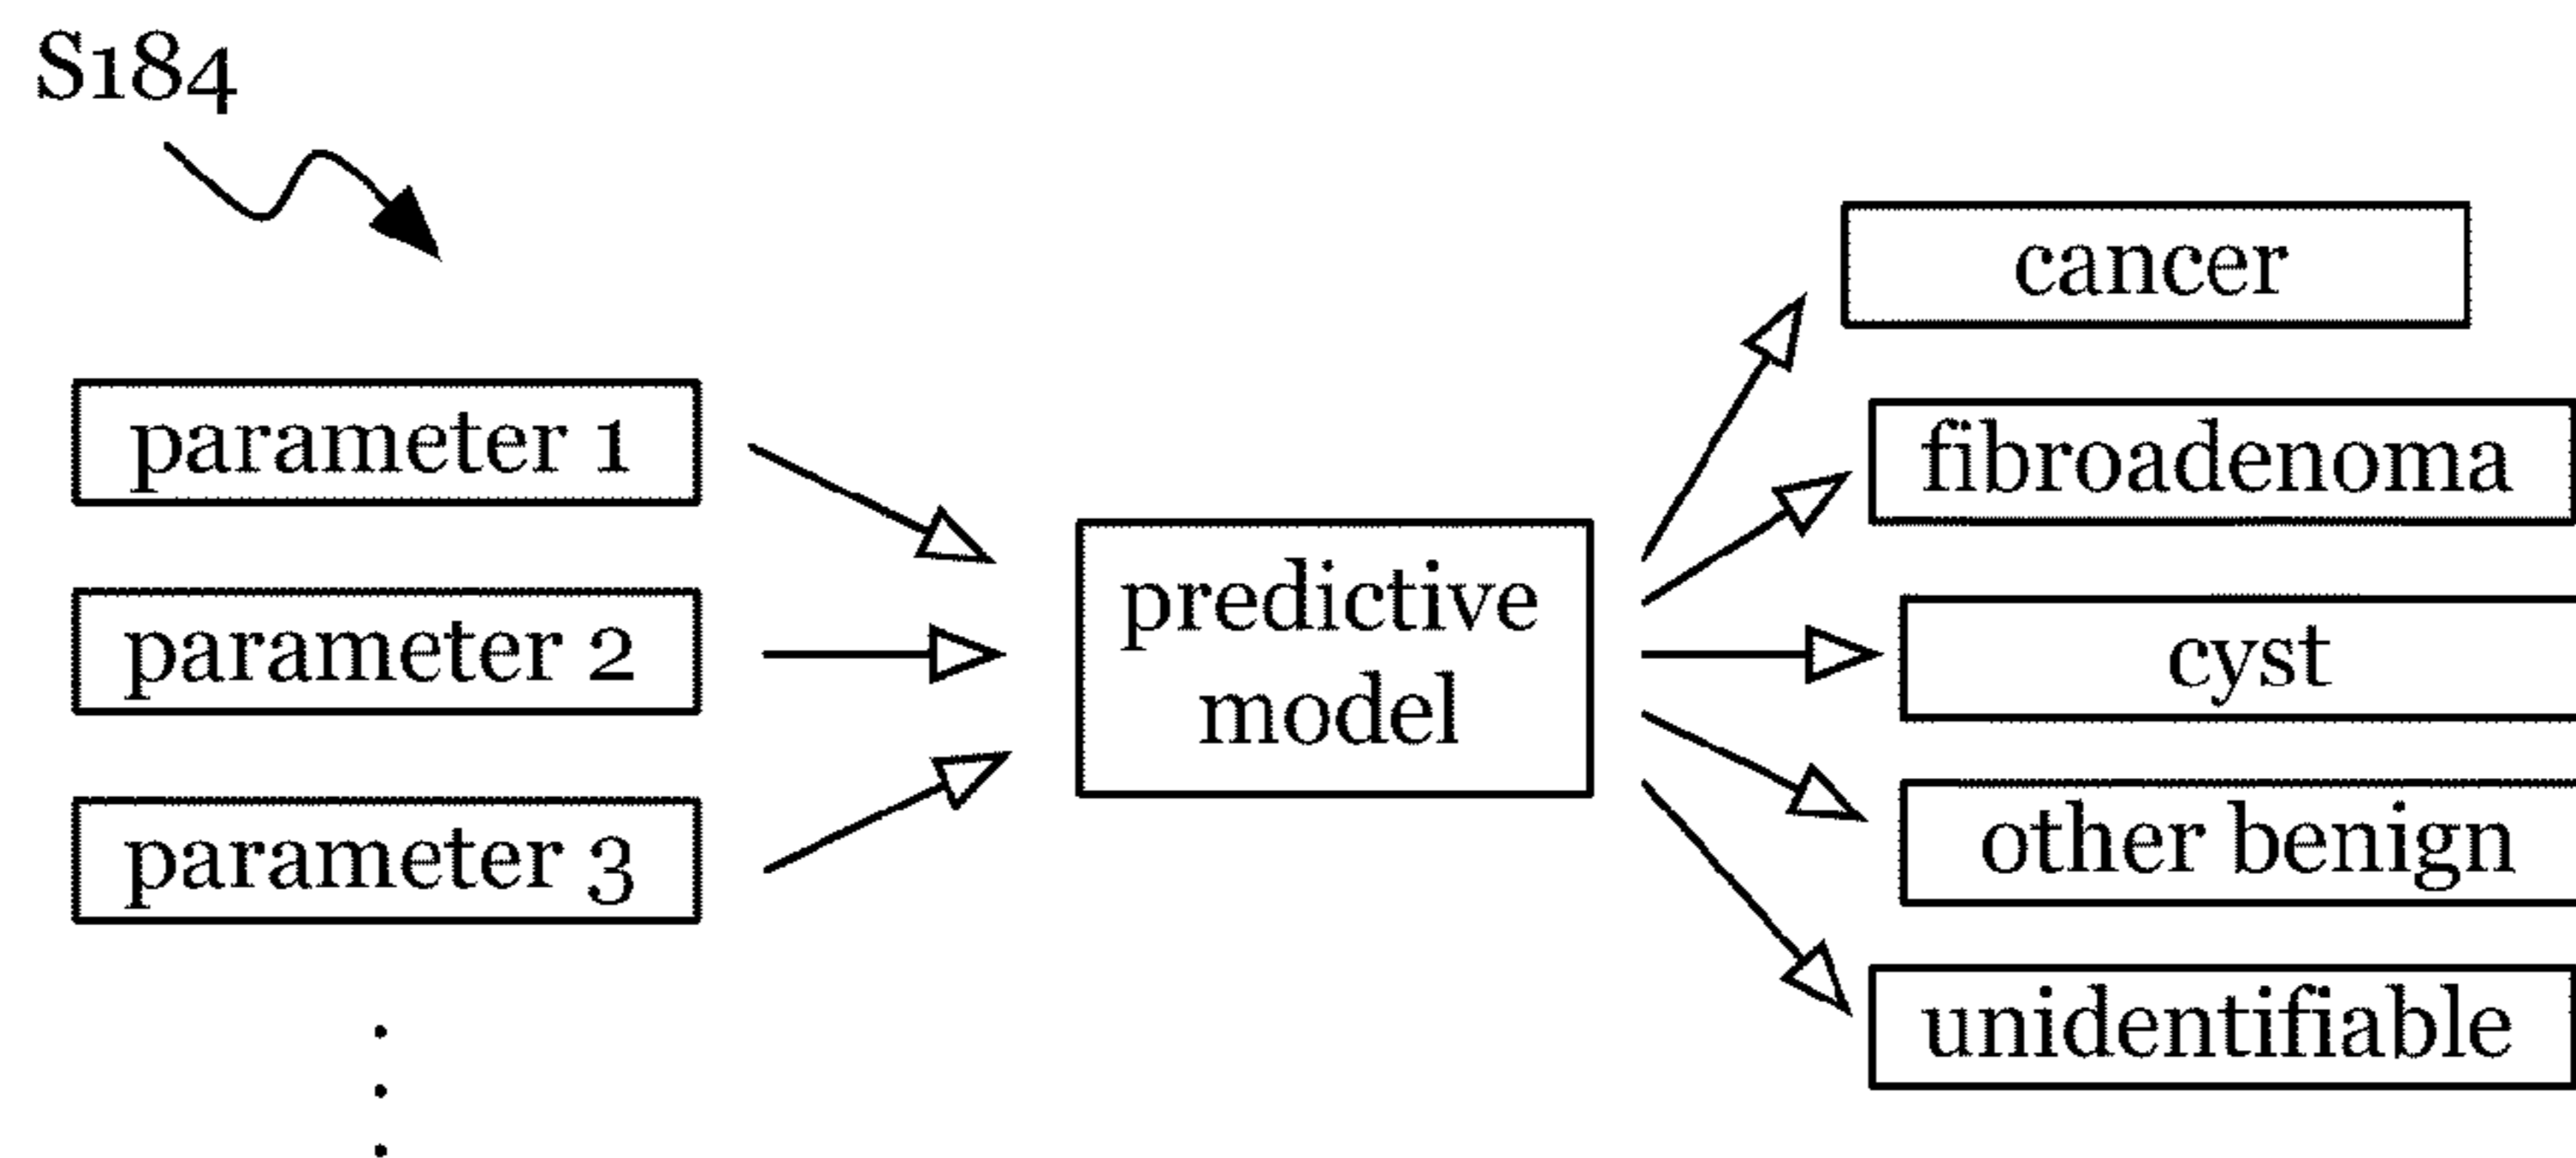 S184
parameter 1
parameter 2
parameter 3
predictive
model
cancer
fibroadenoma
cyst
other benign
unidentifiable